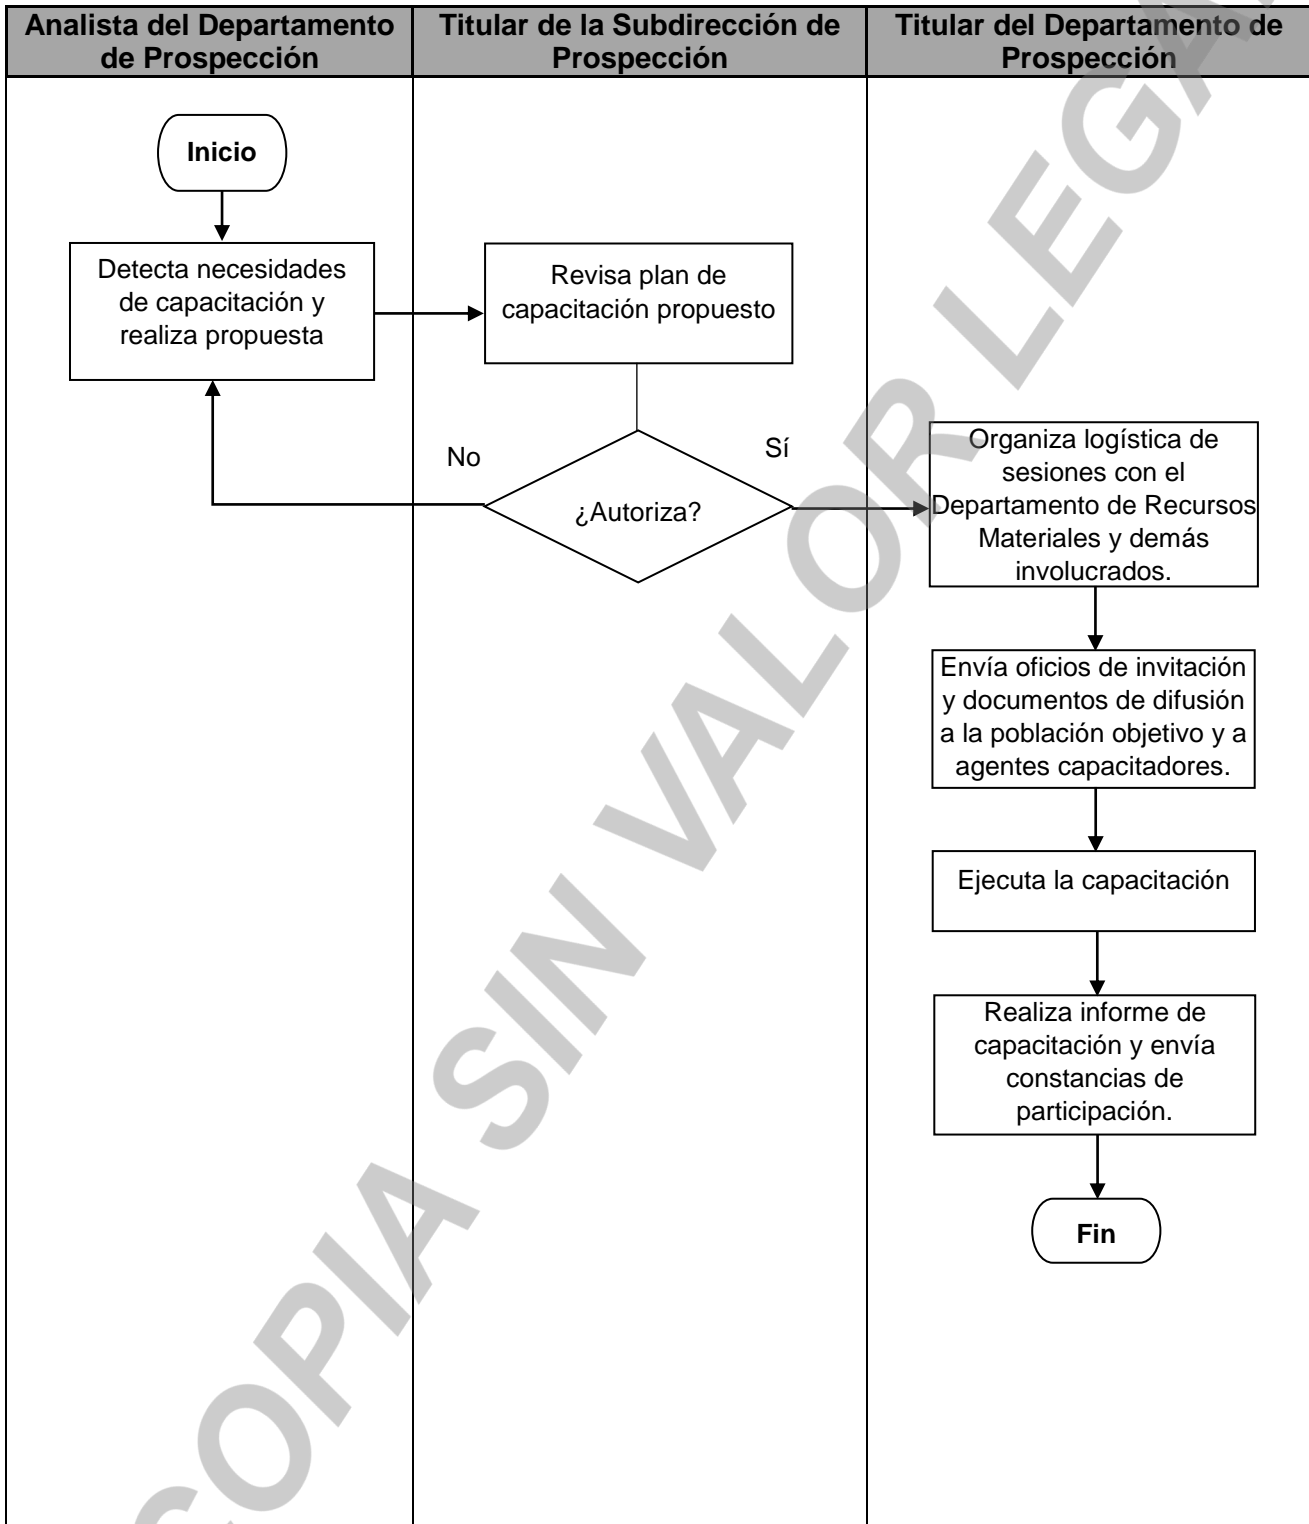 Analista del Departamento
de Prospección
Titular de la Subdirección de
Prospección
Titular del Departamento de
Prospección
Inicio
Detecta necesidades
de capacitación y
realiza propuesta
Revisa plan de
capacitación propuesto
No
Sí
¿Autoriza?
Organiza logística de
sesiones con el
Departamento de Recursos
Materiales y demás
involucrados.
Envía oficios de invitación
y documentos de difusión
a la población objetivo y a
agentes capacitadores.
Ejecuta la capacitación
Realiza informe de
capacitación y envía
constancias de
participación.
Fin
COPIA SIN VALOR LEGAL